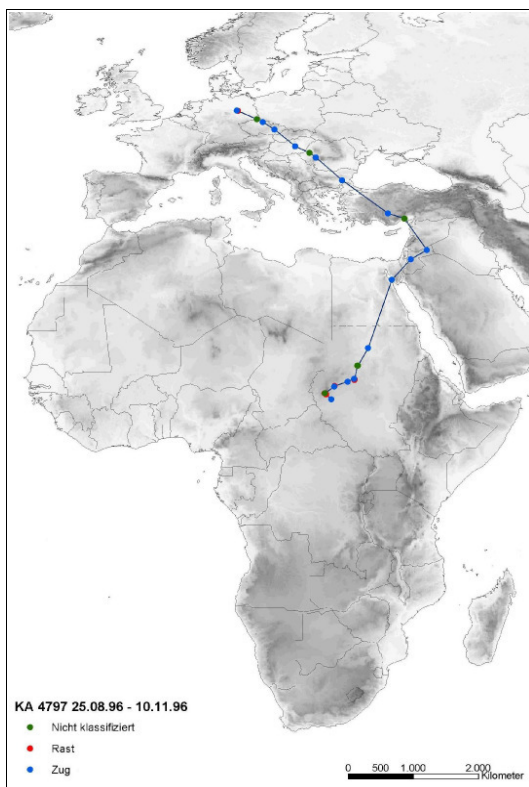 KA 4797 25.08.96 - 10.11.96
Nicht klassifiziert
Rast
Zug
0 500 1.000 2.000
Kilometer